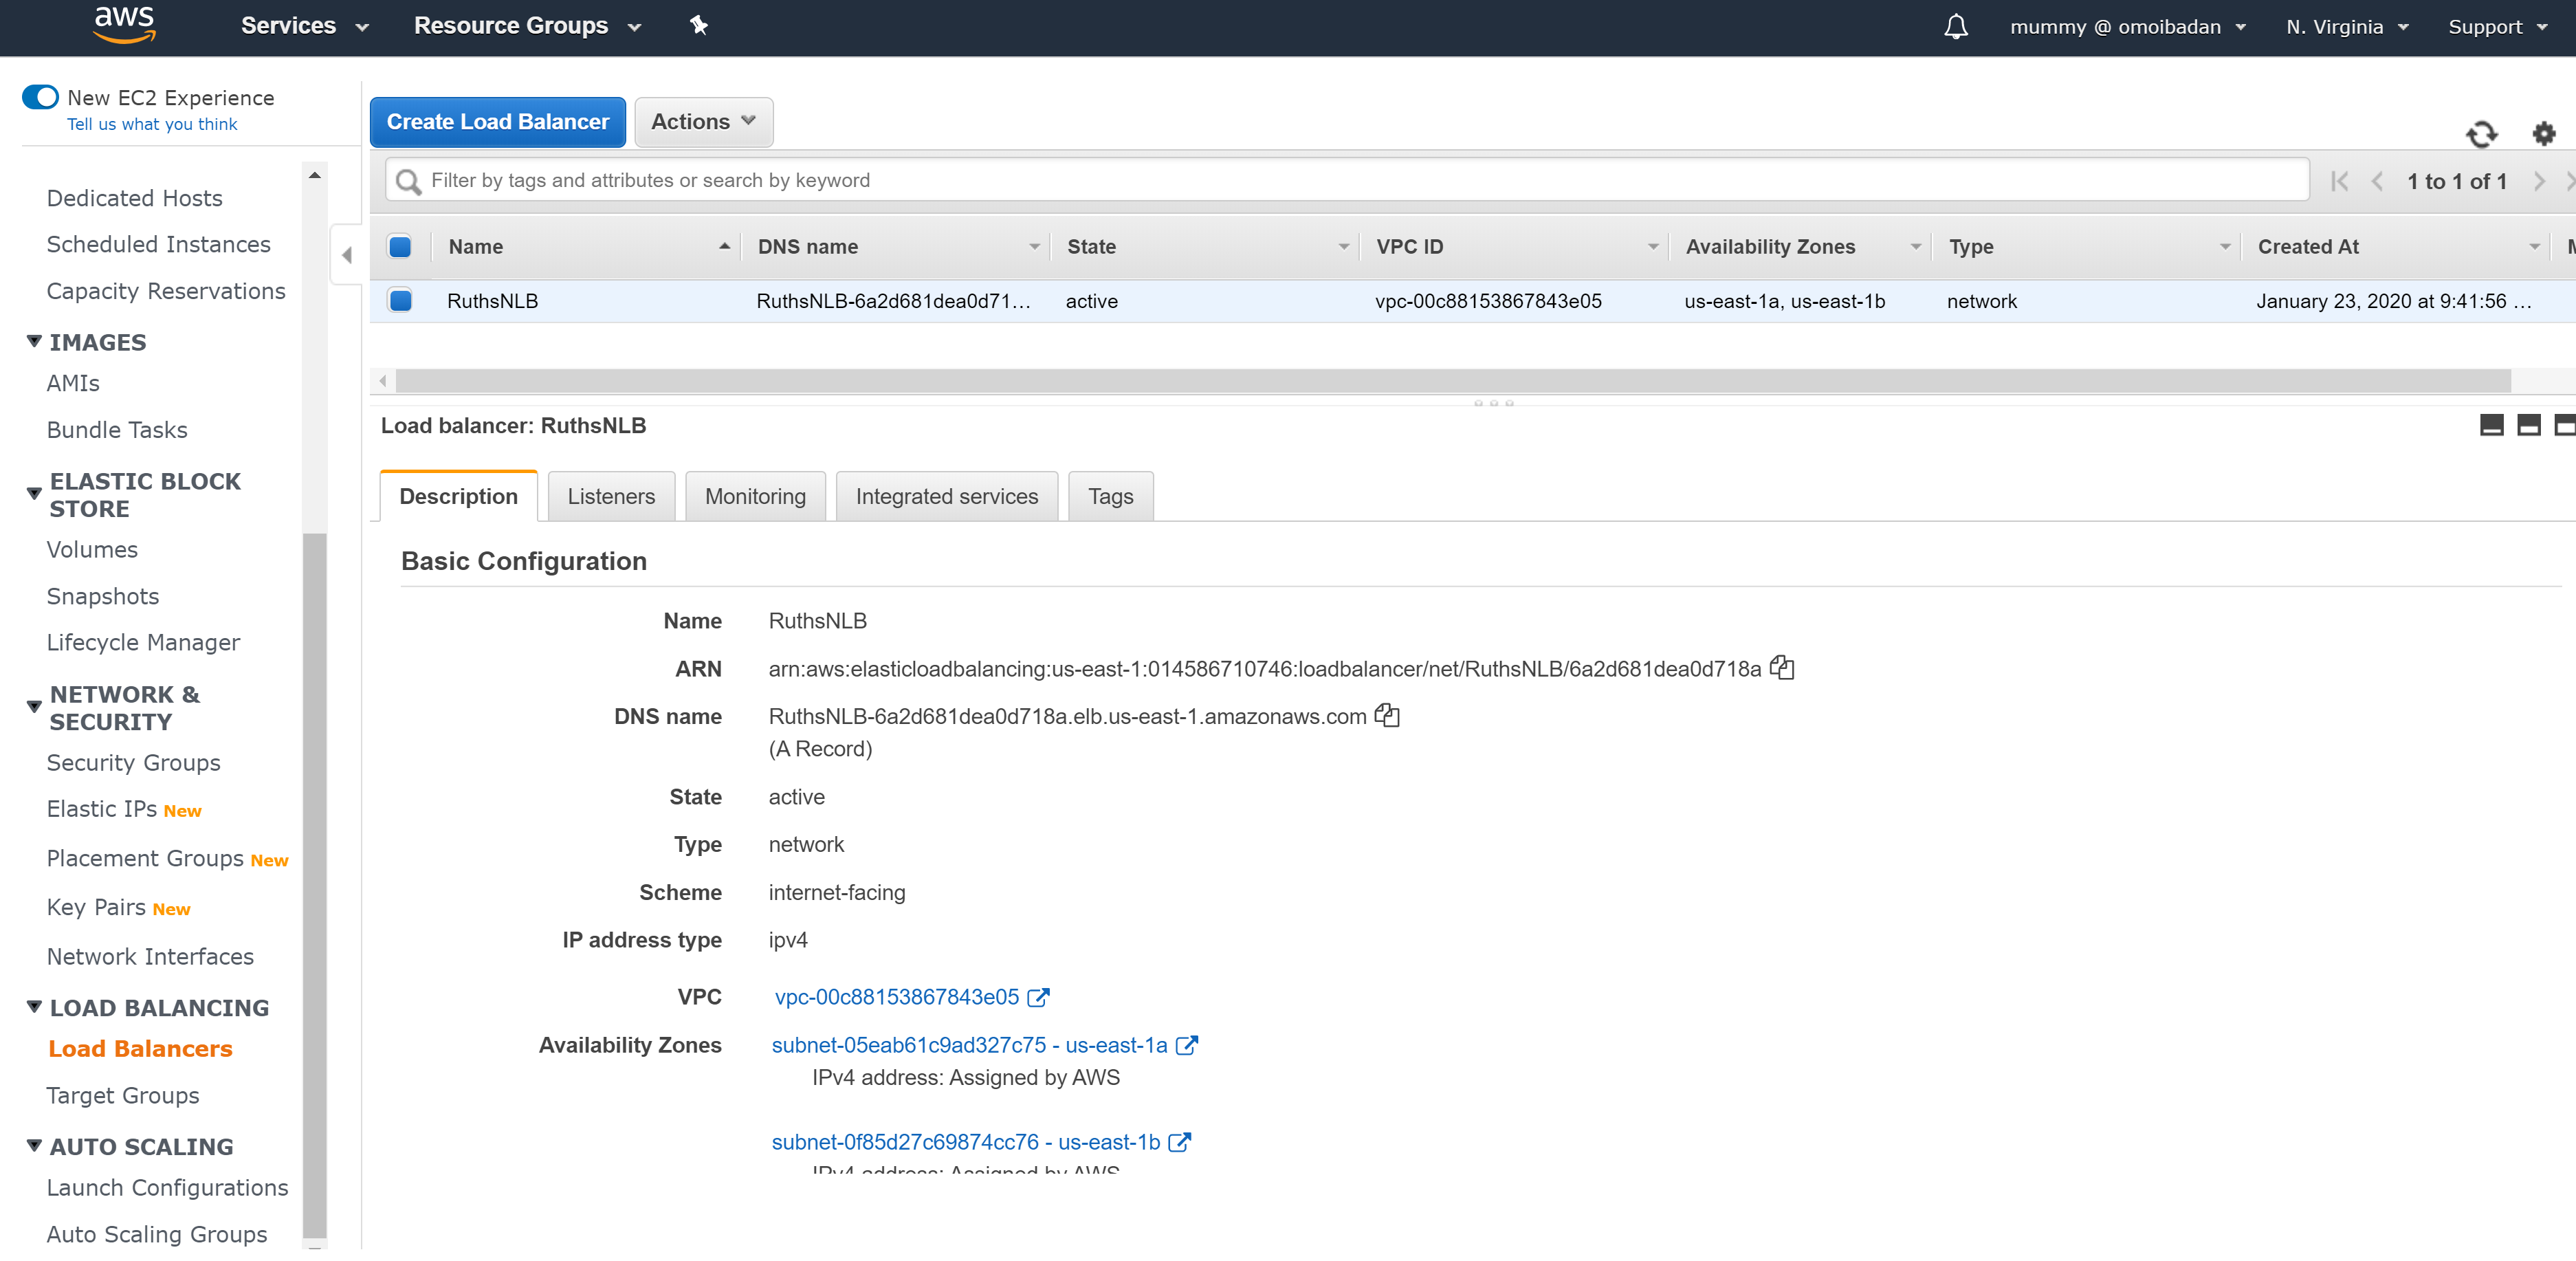 aws
Services
Resource Groups
mummy @ omoibadan
N. Virginia
Support
New EC2 Experience
Tell us what you think
Dedicated Hosts
Scheduled Instances
Capacity Reservations
IMAGES
AMIs
Bundle Tasks
ELASTIC BLOCK
STORE
Volumes
Snapshots
Lifecycle Manager
NETWORK &
SECURITY
Security Groups
Elastic IPs New
Placement Groups New
Key Pairs New
Network Interfaces
LOAD BALANCING
Load Balancers
Target Groups
AUTO SCALING
Launch Configurations
Auto Scaling Groups
Create Load Balancer
Actions
Filter by tags and attributes or search by keyword
1 to 1 of 1
Name DNS name State VPC ID Availability Zones Type Created At
RuthsNLB RuthsNLB-6a2d681dea0d71... active vpc-00c88153867843e05 us-east-1a, us-east-1b network January 23, 2020 at 9:41:56 ...
Load balancer: RuthsNLB
Description Listeners Monitoring Integrated services Tags
Basic Configuration
Name RuthsNLB
ARN arn:aws:elasticloadbalancing:us-east-1:014586710746:loadbalancer/net/RuthsNLB/6a2d681dea0d718a
DNS name RuthsNLB-6a2d681dea0d718a.elb.us-east-1.amazonaws.com
(A Record)
State active
Type network
Scheme internet-facing
IP address type ipv4
VPC vpc-00c88153867843e05
Availability Zones subnet-05eab61c9ad327c75 - us-east-1a
IPv4 address: Assigned by AWS
subnet-0f85d27c69874cc76 - us-east-1b
IPv4 address: Assigned by AWS